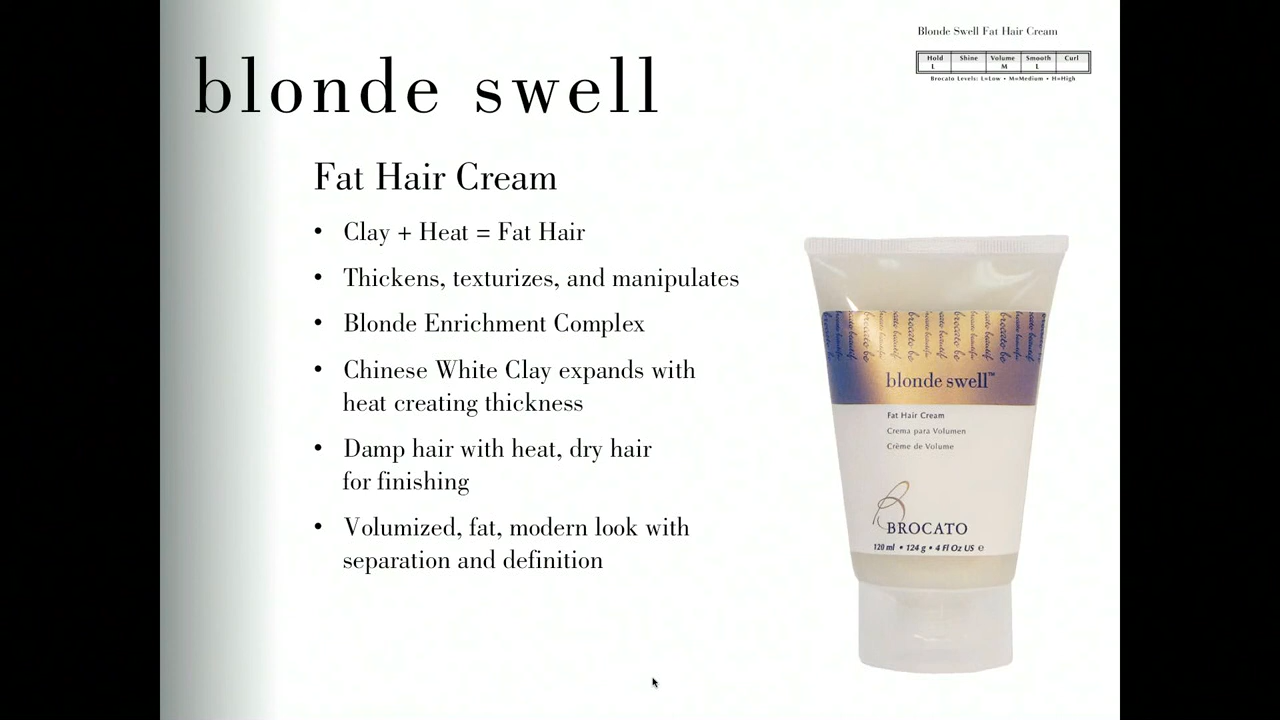 Blonde Swell Fat Hair Cream
Hold Shine Volume Smooth Curl
L M L
Brocato Levels: L=Low • M=Medium • H=High
blonde swell
Fat Hair Cream
• Clay + Heat = Fat Hair
• Thickens, texturizes, and manipulates
• Blonde Enrichment Complex
• Chinese White Clay expands with
heat creating thickness
• Damp hair with heat, dry hair
for finishing
• Volumized, fat, modern look with
separation and definition
blonde swell™
Fat Hair Cream
Crema para Volumen
Crème de Volume
B
BROCATO
120 ml • 124 g • 4 Fl Oz US ℮